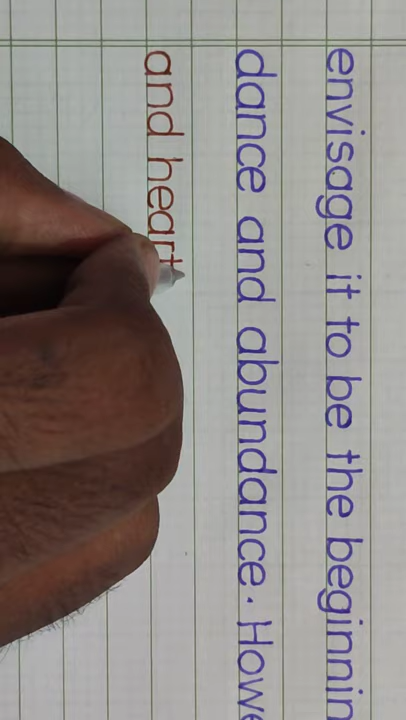 envisage it to be the beginnin
dance and abundance. Howe
and heart